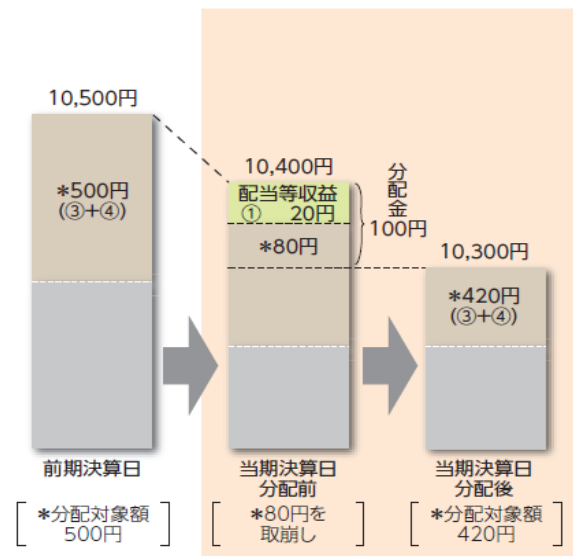 10,500円
*500円
(③+④)
前期決算日
*分配対象額
500円
10,400円
配当等収益
① 20円
*80円
分配金
100円
当期決算日
分配前
*80円を
取崩し
10,300円
*420円
(③+④)
当期決算日
分配後
*分配対象額
420円